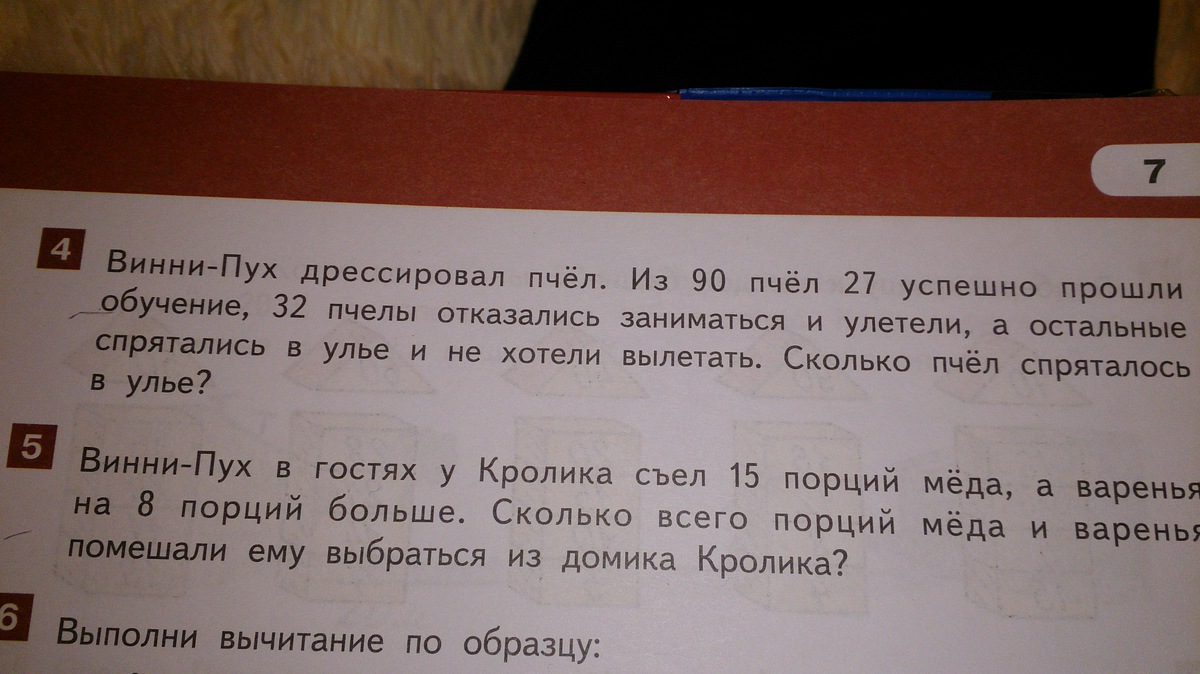 7
4 Винни-Пух дрессировал пчёл. Из 90 пчёл 27 успешно прошли
обучение, 32 пчелы отказались заниматься и улетели, а остальные
спрятались в улье и не хотели вылетать. Сколько пчёл спряталось
в улье?
5 Винни-Пух в гостях у Кролика съел 15 порций мёда, а варенья
на 8 порций больше. Сколько всего порций мёда и варенья
помешали ему выбраться из домика Кролика?
6 Выполни вычитание по образцу: